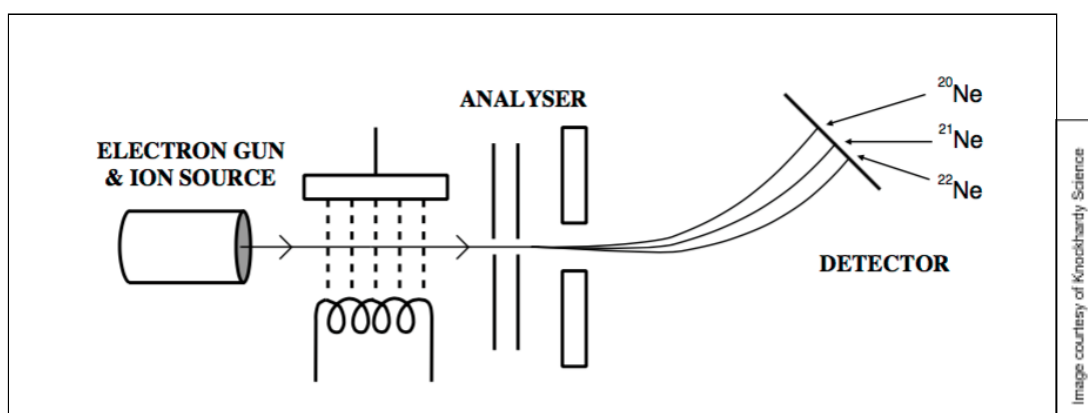 ANALYSER
ELECTRON GUN
& ION SOURCE
20Ne
21Ne
22Ne
DETECTOR
Image courtesy of Knockhardy Science